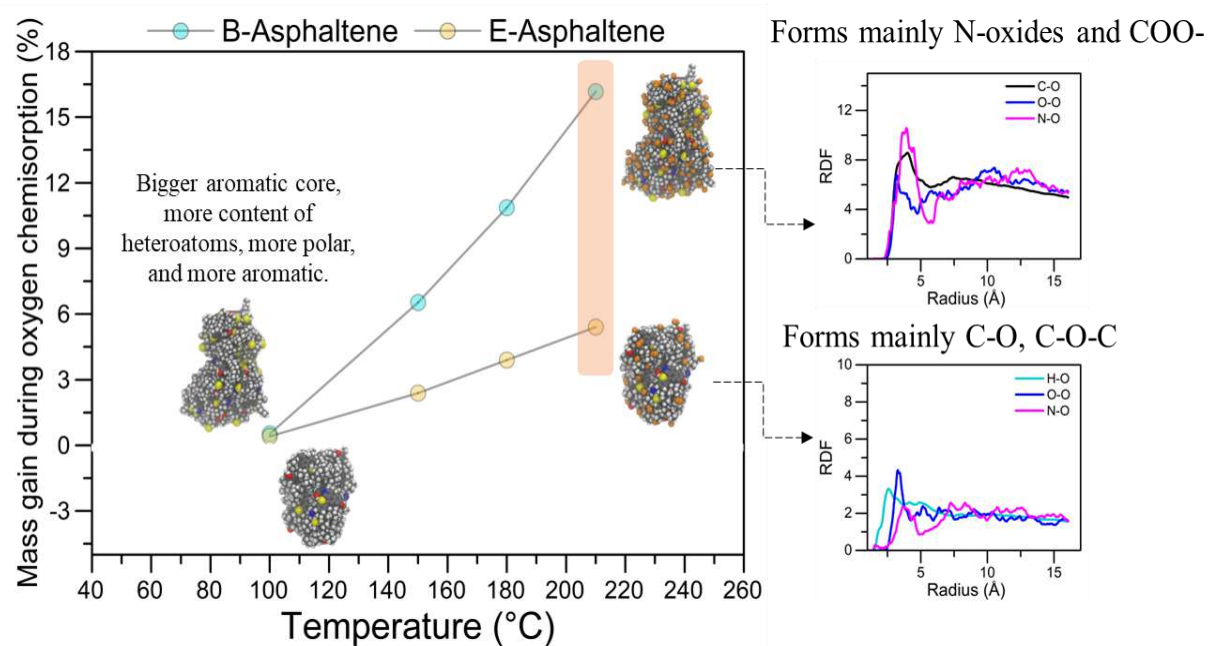 B-Asphaltene
E-Asphaltene
Mass gain during oxygen chemisorption (%)
18
15
12
9
6
3
0
-3
Bigger aromatic core,
more content of
heteroatoms, more polar,
and more aromatic.
40 60 80 100 120 140 160 180 200 220 240 260
Temperature (°C)
Forms mainly N-oxides and COO-
C-O
O-O
N-O
RDF
12
8
4
0
5 10 15
Radius (Å)
Forms mainly C-O, C-O-C
H-O
O-O
N-O
RDF
10
8
6
4
2
0
5 10 15
Radius (Å)